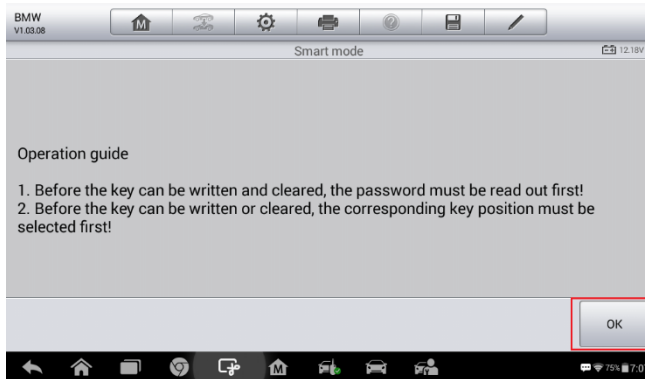 BMW
V1.03.08
M
Smart mode
12.18V
Operation guide
1. Before the key can be written and cleared, the password must be read out first!
2. Before the key can be written or cleared, the corresponding key position must be
selected first!
OK
M
75% 7:0